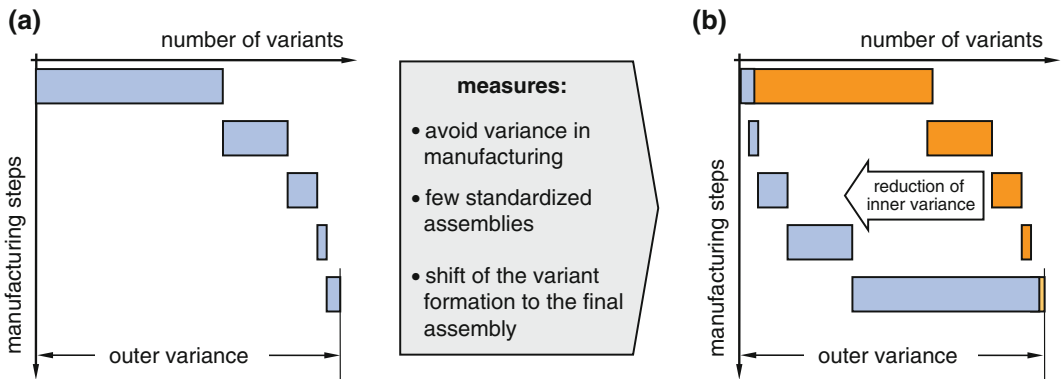 (a)
number of variants
manufacturing steps
outer variance
measures:
• avoid variance in
manufacturing
• few standardized
assemblies
• shift of the variant
formation to the final
assembly
(b)
number of variants
manufacturing steps
reduction of
inner variance
outer variance